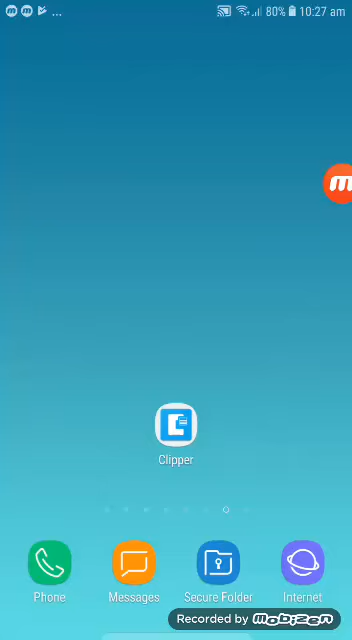 ... 80% 10:27 am
Clipper
Phone Messages Secure Folder Internet
Recorded by mobizen